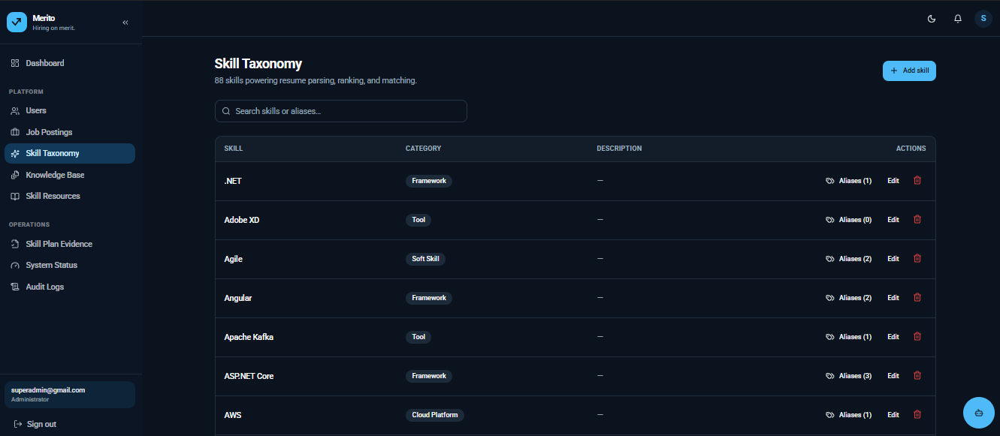 Merito
Hiring on merit.
«
S
Dashboard
PLATFORM
Users
Job Postings
Skill Taxonomy
Knowledge Base
Skill Resources
OPERATIONS
Skill Plan Evidence
System Status
Audit Logs
superadmin@gmail.com
Administrator
Sign out
Skill Taxonomy
88 skills powering resume parsing, ranking, and matching.
+ Add skill
Search skills or aliases...
SKILL CATEGORY DESCRIPTION ACTIONS
.NET Framework — Aliases (1) Edit
Adobe XD Tool — Aliases (0) Edit
Agile Soft Skill — Aliases (2) Edit
Angular Framework — Aliases (2) Edit
Apache Kafka Tool — Aliases (1) Edit
ASP.NET Core Framework — Aliases (3) Edit
AWS Cloud Platform — Aliases (1) Edit